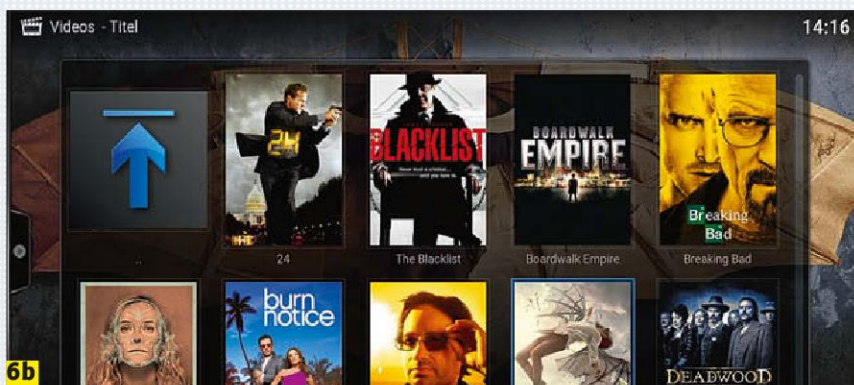 Videos - Titel
14:16
24
BLACKLIST
BOARDWALK
EMPIRE
Breaking
Bad
..
24
The Blacklist
Boardwalk Empire
Breaking Bad
burn
notice
DEADWOOD
6b